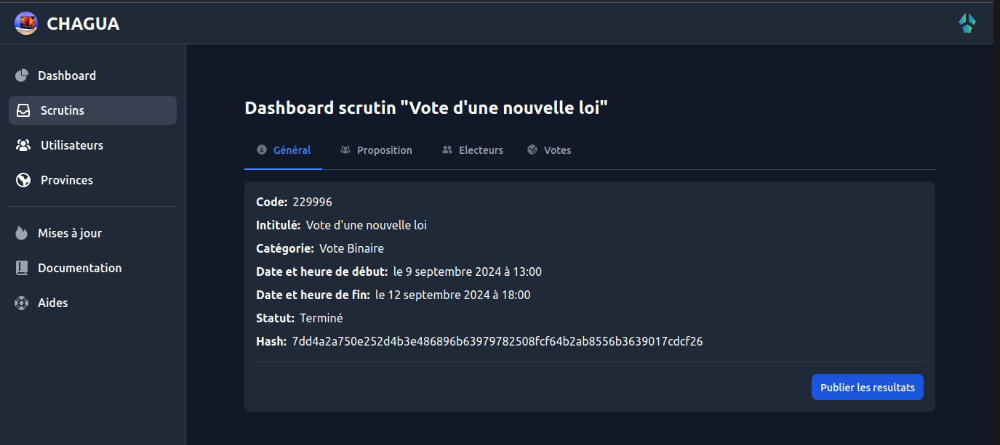 CHAGUA
Dashboard
Scrutins
Utilisateurs
Provinces
Mises à jour
Documentation
Aides
Dashboard scrutin "Vote d'une nouvelle loi"
Général Proposition Electeurs Votes
Code: 229996
Intitulé: Vote d'une nouvelle loi
Catégorie: Vote Binaire
Date et heure de début: le 9 septembre 2024 à 13:00
Date et heure de fin: le 12 septembre 2024 à 18:00
Statut: Terminé
Hash: 7dd4a2a750e252d4b3e486896b63979782508fcf64b2ab8556b3639017cdcf26
Publier les resultats